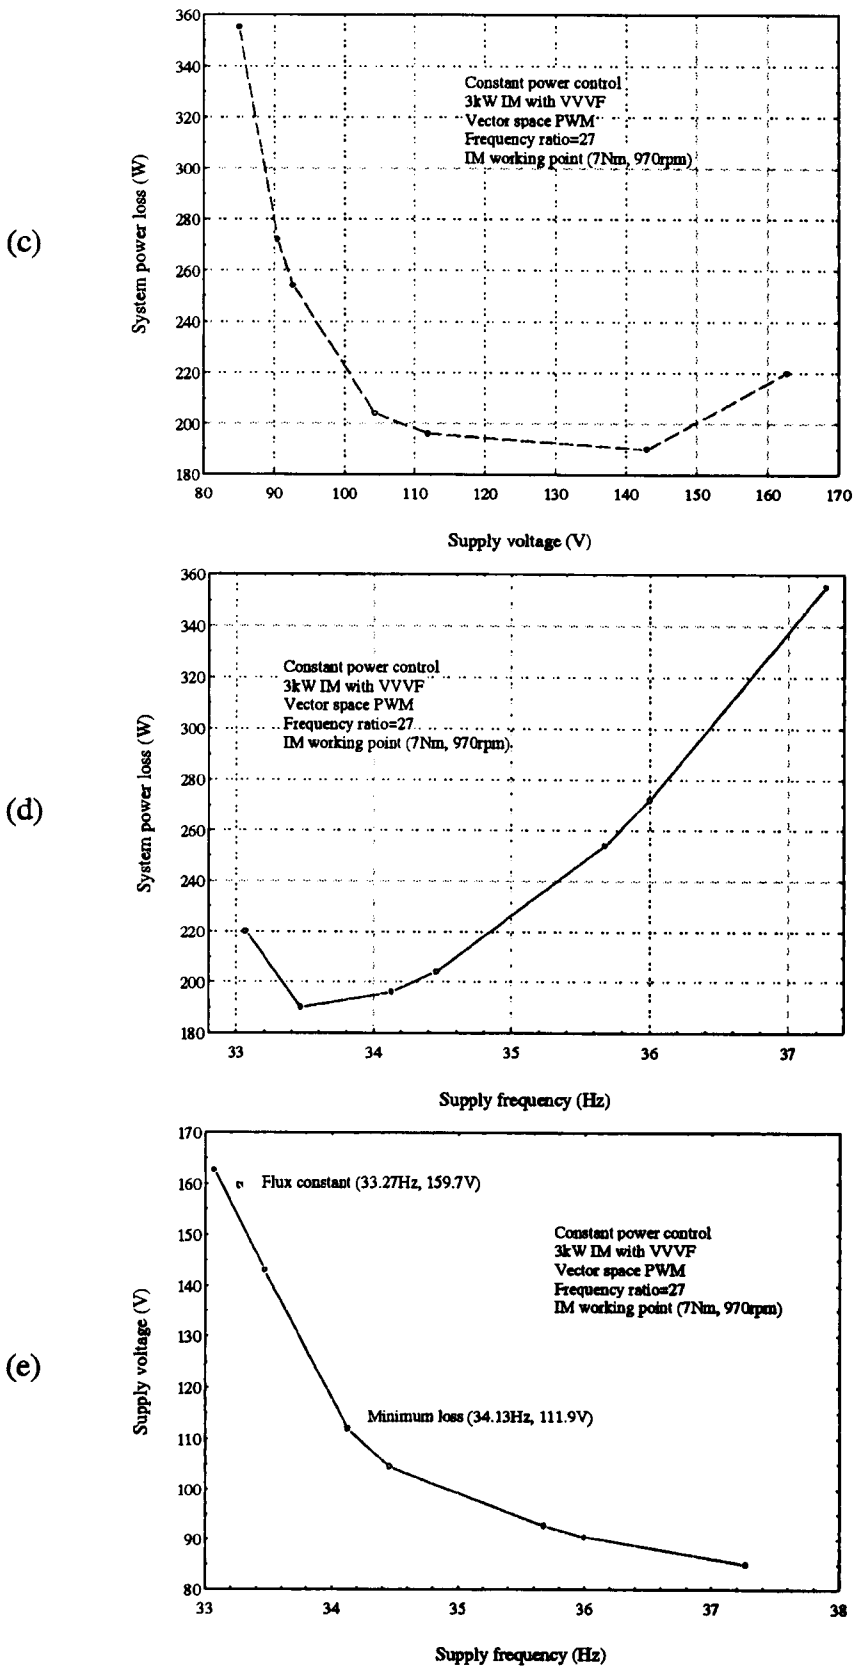 (c)
System power loss (W)
360
340
320
300
280
260
240
220
200
180
Constant power control
3kW IM with VVVF
Vector space PWM
Frequency ratio=27
IM working point (7Nm, 970rpm)
80 90 100 110 120 130 140 150 160 170
Supply voltage (V)
(d)
System power loss (W)
360
340
320
300
280
260
240
220
200
180
Constant power control
3kW IM with VVVF
Vector space PWM
Frequency ratio=27
IM working point (7Nm, 970rpm)
33 34 35 36 37
Supply frequency (Hz)
(e)
Supply voltage (V)
170
160
150
140
130
120
110
100
90
80
Flux constant (33.27Hz, 159.7V)
Constant power control
3kW IM with VVVF
Vector space PWM
Frequency ratio=27
IM working point (7Nm, 970rpm)
Minimum loss (34.13Hz, 111.9V)
33 34 35 36 37 38
Supply frequency (Hz)